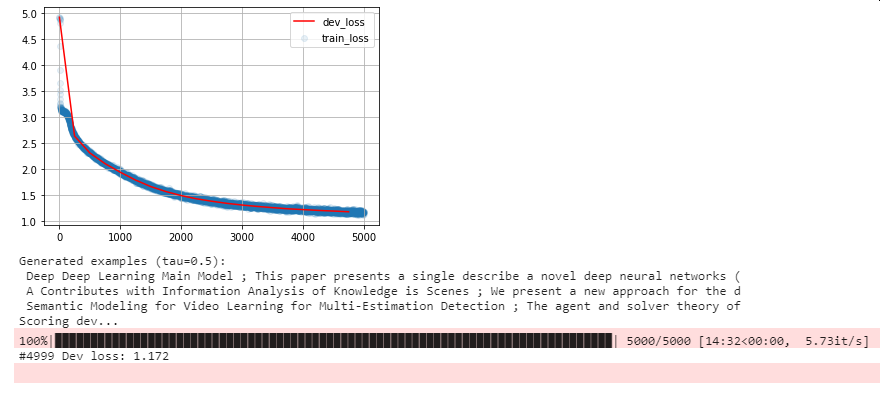 5.0
4.5
4.0
3.5
3.0
2.5
2.0
1.5
1.0
dev_loss
train_loss
0 1000 2000 3000 4000 5000
Generated examples (tau=0.5):
Deep Deep Learning Main Model ; This paper presents a single describe a novel deep neural networks (
A Contributes with Information Analysis of Knowledge is Scenes ; We present a new approach for the d
Semantic Modeling for Video Learning for Multi-Estimation Detection ; The agent and solver theory of
Scoring dev...
100%| | 5000/5000 [14:32<00:00, 5.73it/s]
#4999 Dev loss: 1.172